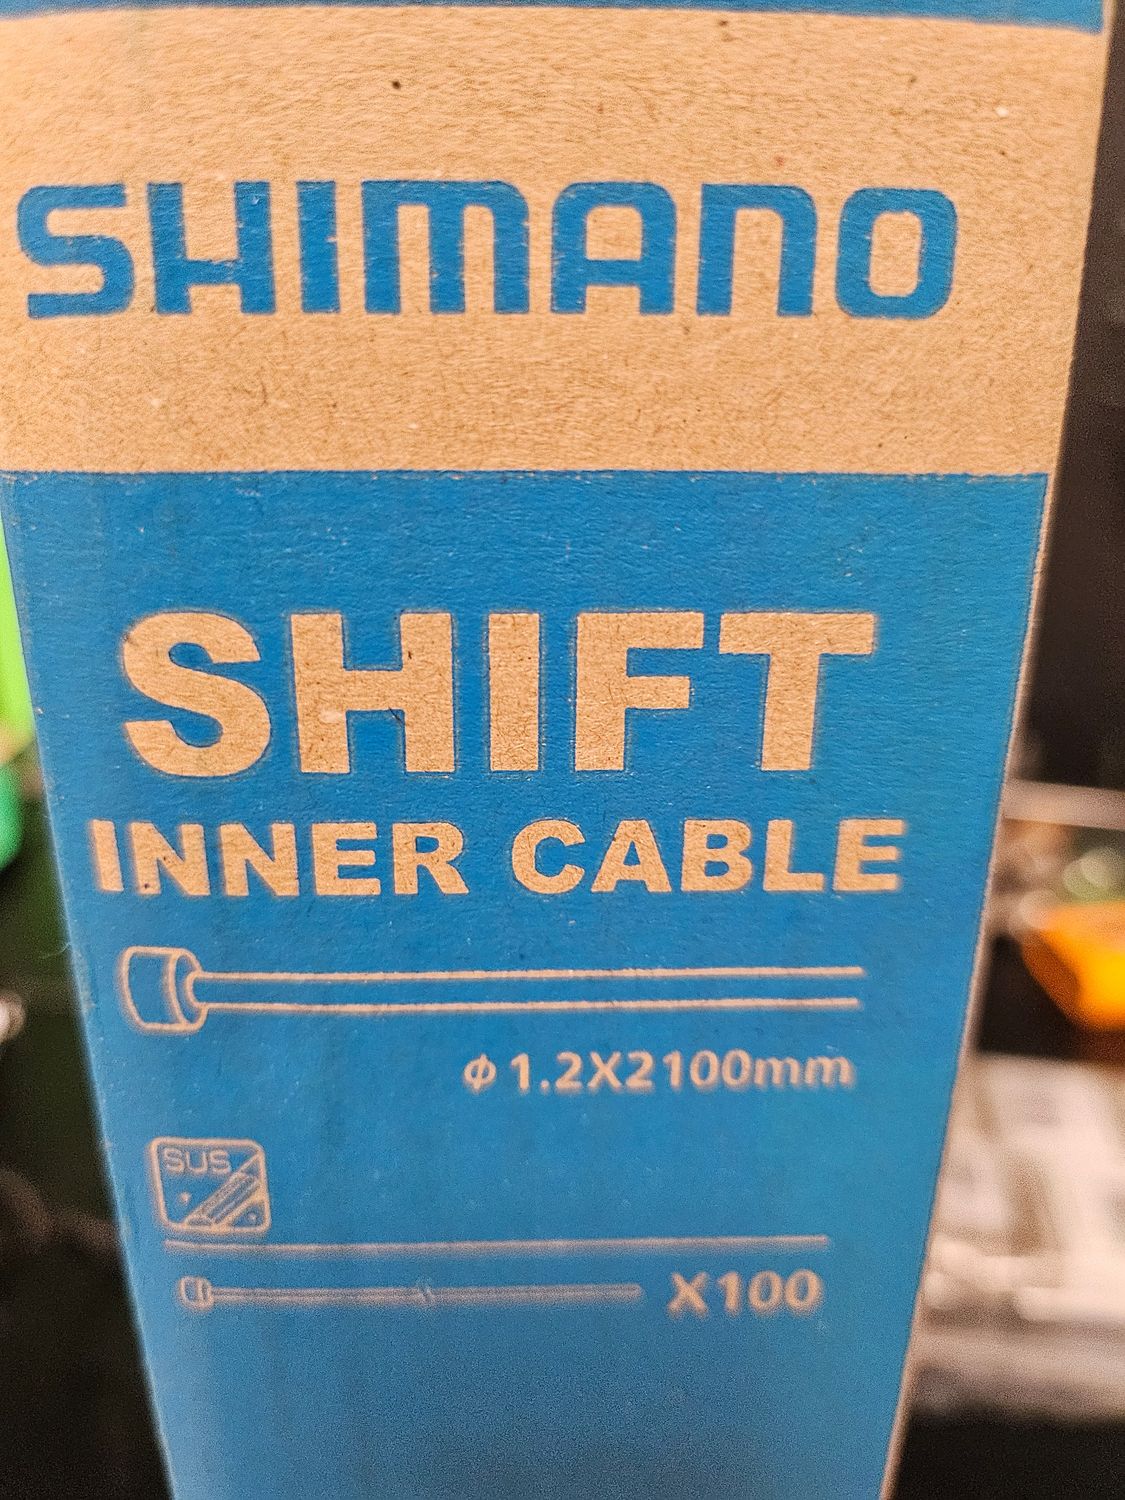 SHIMANO
SHIFT
INNER CABLE
ϕ1.2X2100mm
SUS
X100